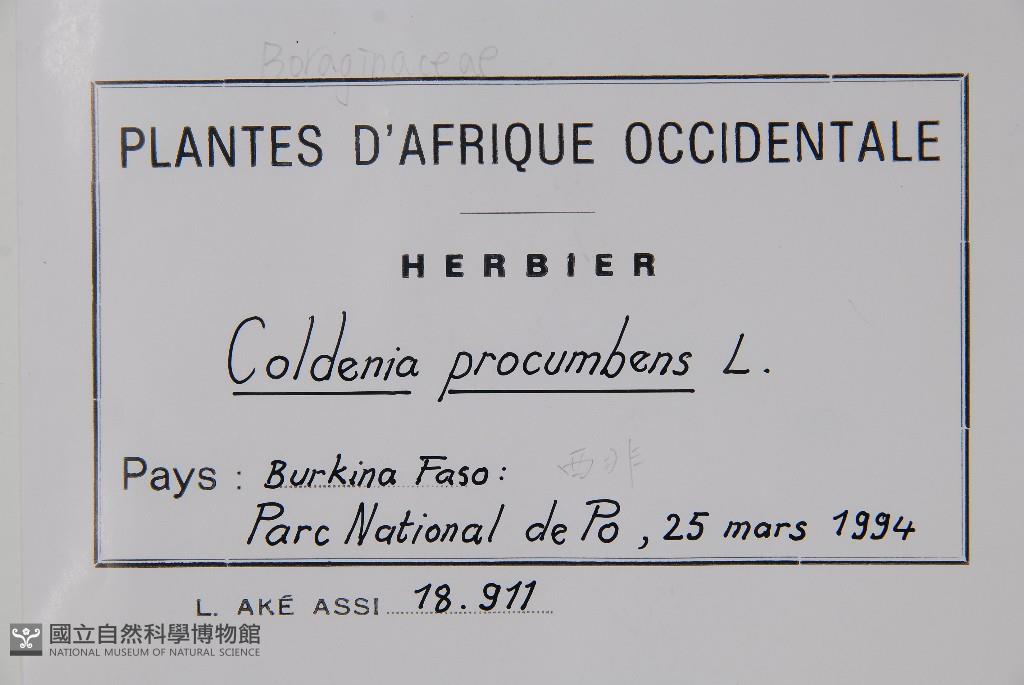 Boraginaceae
PLANTES D'AFRIQUE OCCIDENTALE
HERBIER
Coldenia procumbens L.
Pays : Burkina Faso: 西非
Parc National de Pô, 25 mars 1994
L. AKÉ ASSI 18.911
國立自然科學博物館
NATIONAL MUSEUM OF NATURAL SCIENCE